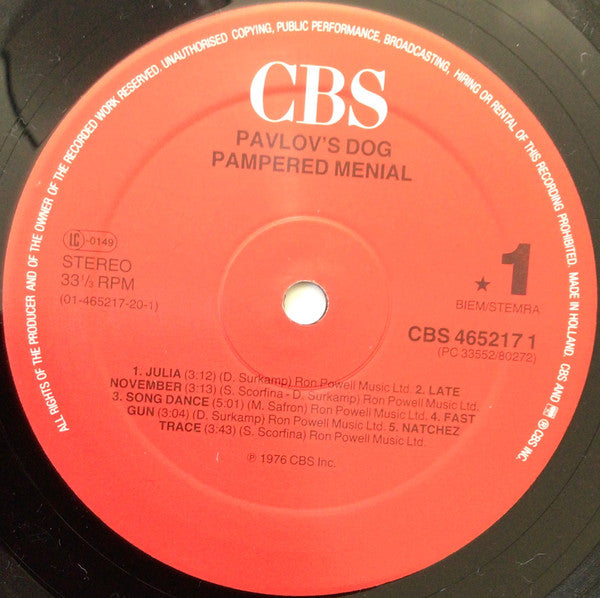 ALL RIGHTS OF THE PRODUCER AND OF THE OWNER OF THE RECORDED WORK RESERVED. UNAUTHORISED COPYING, PUBLIC PERFORMANCE, BROADCASTING, HIRING OR RENTAL OF THIS RECORDING PROHIBITED. MADE IN HOLLAND. CBS AND ® CBS INC.
CBS
PAVLOV'S DOG
PAMPERED MENIAL
LC-0149
STEREO
33⅓ RPM
(01-465217-20-1)
★ 1
BIEM/STEMRA
CBS 465217 1
(PC 33552/80272)
1. JULIA (3:12) (D. Surkamp) Ron Powell Music Ltd. 2. LATE
NOVEMBER (3:13) (S. Scorfina - D. Surkamp) Ron Powell Music Ltd.
3. SONG DANCE (5:01) (M. Safron) Ron Powell Music Ltd. 4. FAST
GUN (3:04) (D. Surkamp) Ron Powell Music Ltd. 5. NATCHEZ
TRACE (3:43) (S. Scorfina) Ron Powell Music Ltd.
℗ 1976 CBS Inc.